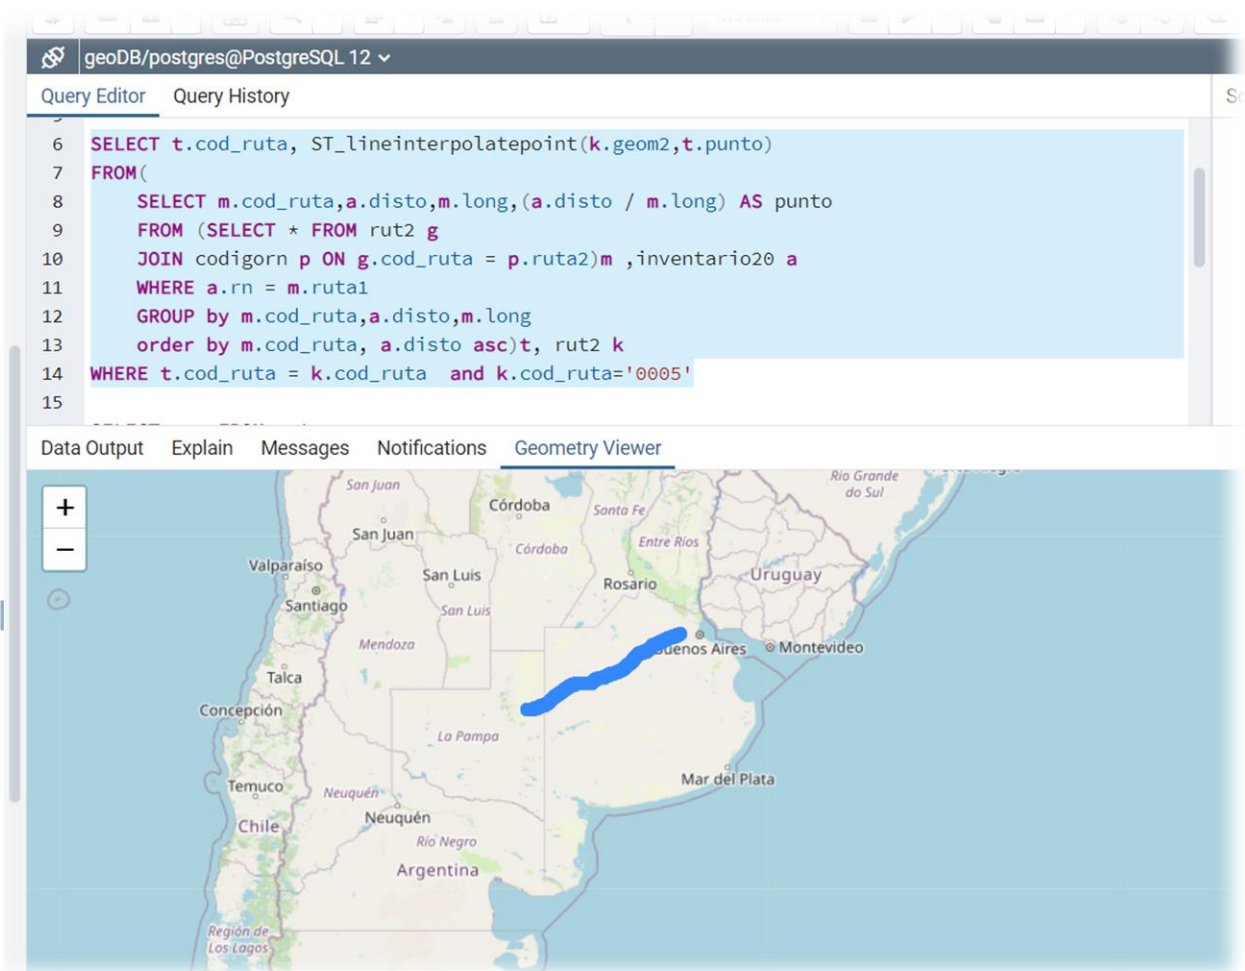 geoDB/postgres@PostgreSQL 12
Query Editor Query History
6 SELECT t.cod_ruta, ST_lineinterpolatepoint(k.geom2,t.punto)
7 FROM(
8 SELECT m.cod_ruta,a.disto,m.long,(a.disto / m.long) AS punto
9 FROM (SELECT * FROM rut2 g
10 JOIN codigorn p ON g.cod_ruta = p.ruta2)m ,inventario20 a
11 WHERE a.rn = m.ruta1
12 GROUP by m.cod_ruta,a.disto,m.long
13 order by m.cod_ruta, a.disto asc)t, rut2 k
14 WHERE t.cod_ruta = k.cod_ruta and k.cod_ruta='0005'
15
Data Output Explain Messages Notifications Geometry Viewer
+
−
San Juan
Rio Grande
do Sul
Córdoba
Santa Fe
San Juan
Córdoba
Entre Ríos
Valparaíso
San Luis
Rosario
Uruguay
Santiago
San Luis
Mendoza
Buenos Aires
Montevideo
Talca
Concepción
La Pampa
Mar del Plata
Temuco
Neuquén
Neuquén
Chile
Río Negro
Argentina
Región de
Los Lagos